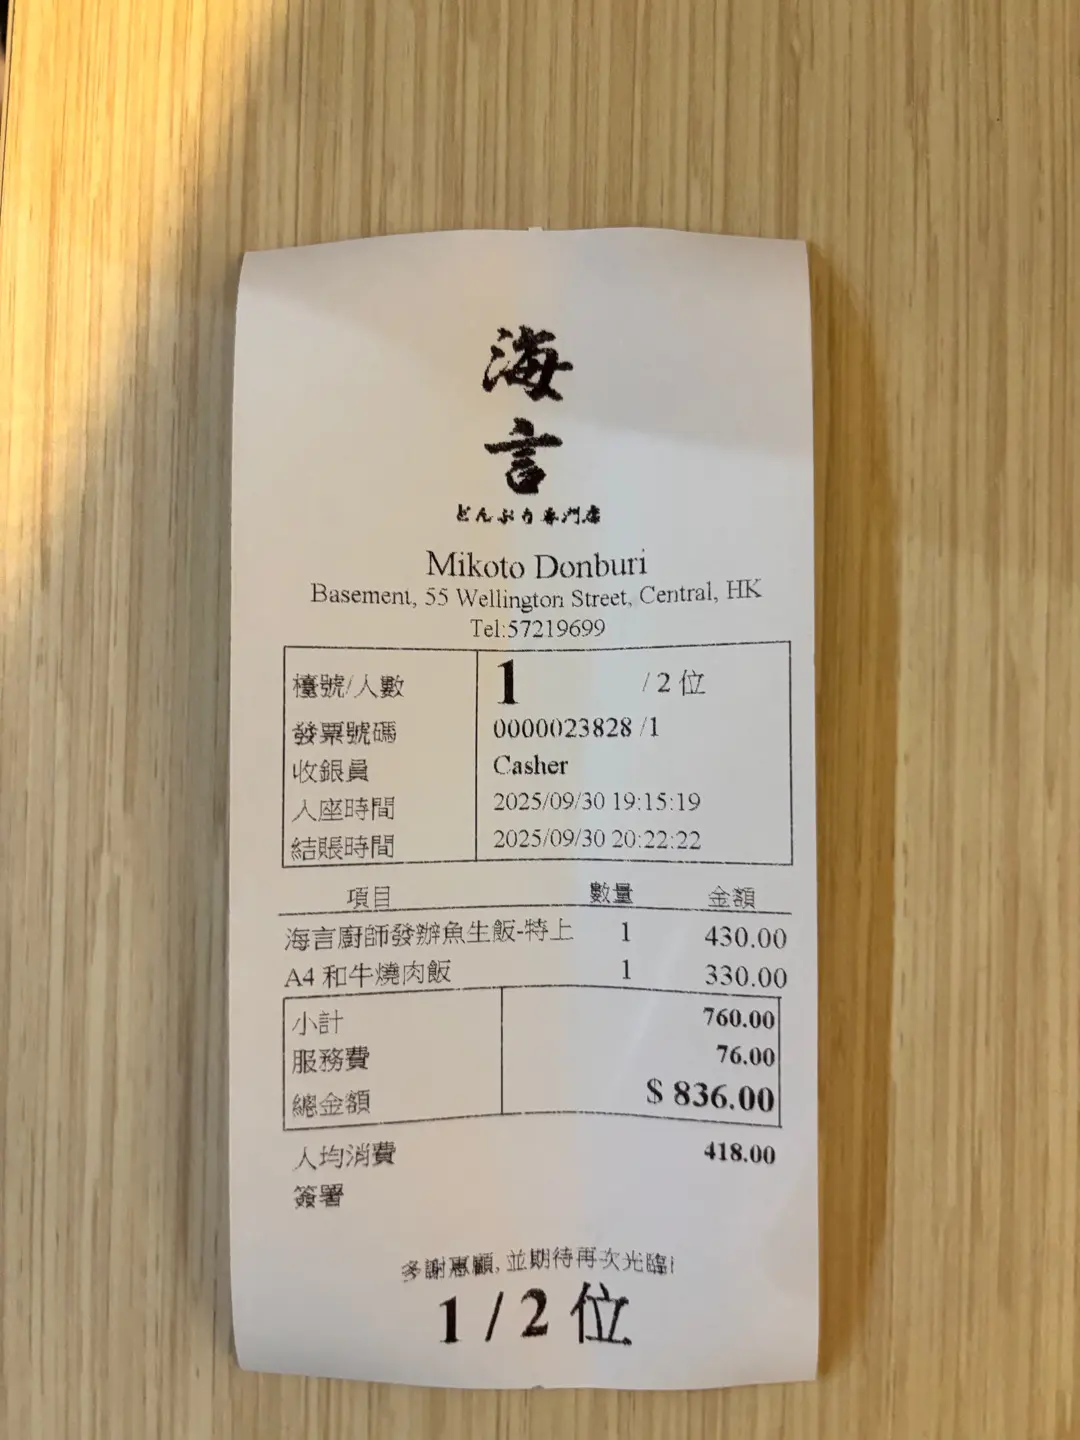 海
言
どんぶり専門店
Mikoto Donburi
Basement, 55 Wellington Street, Central, HK
Tel:57219699
檯號/人數 1 / 2 位
發票號碼 0000023828 /1
收銀員 Casher
入座時間 2025/09/30 19:15:19
結賬時間 2025/09/30 20:22:22
項目 數量 金額
海言廚師發辦魚生飯-特上 1 430.00
A4 和牛燒肉飯 1 330.00
小計 760.00
服務費 76.00
總金額 $ 836.00
人均消費 418.00
簽署
多謝惠顧, 並期待再次光臨!
1 / 2 位